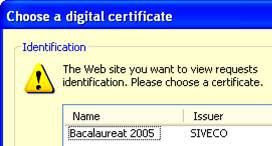 Choose a digital certificate
Identification
The Web site you want to view requests
identification. Please choose a certificate.
Name Issuer
Bacalaureat 2005 SIVECO